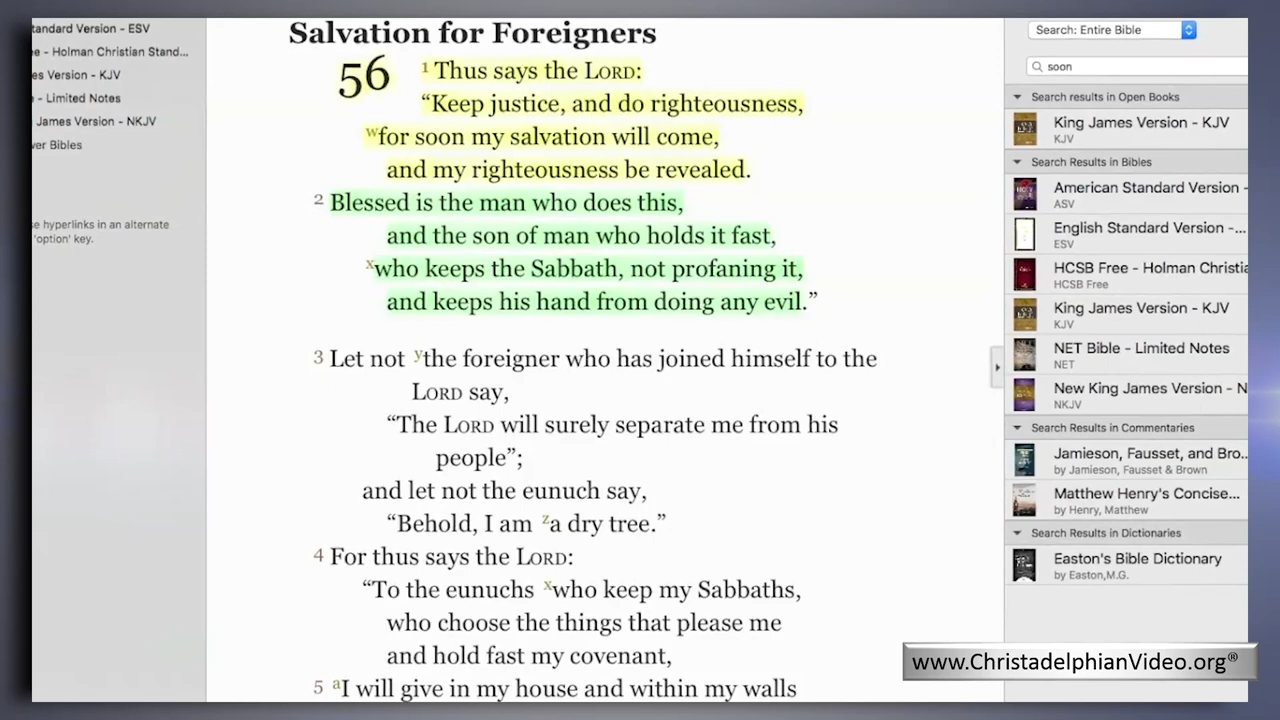 tandard Version - ESV
e - Holman Christian Stand...
es Version - KJV
e - Limited Notes
James Version - NKJV
wer Bibles
se hyperlinks in an alternate
'option' key.
Salvation for Foreigners
56
1 Thus says the LORD:
“Keep justice, and do righteousness,
w for soon my salvation will come,
and my righteousness be revealed.
2 Blessed is the man who does this,
and the son of man who holds it fast,
x who keeps the Sabbath, not profaning it,
and keeps his hand from doing any evil.”
3 Let not y the foreigner who has joined himself to the
LORD say,
“The LORD will surely separate me from his
people”;
and let not the eunuch say,
“Behold, I am z a dry tree.”
4 For thus says the LORD:
“To the eunuchs x who keep my Sabbaths,
who choose the things that please me
and hold fast my covenant,
5 a I will give in my house and within my walls
Search: Entire Bible
soon
Search results in Open Books
King James Version - KJV
KJV
Search Results in Bibles
American Standard Version -
ASV
English Standard Version -...
ESV
HCSB Free - Holman Christia
HCSB Free
King James Version - KJV
KJV
NET Bible - Limited Notes
NET
New King James Version - N
NKJV
Search Results in Commentaries
Jamieson, Fausset, and Bro...
by Jamieson, Fausset & Brown
Matthew Henry's Concise...
by Henry, Matthew
Search Results in Dictionaries
Easton's Bible Dictionary
by Easton,M.G.
www.ChristadelphianVideo.org®